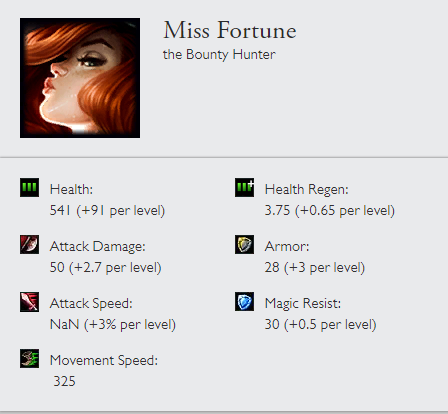 Miss Fortune
the Bounty Hunter
Health:
541 (+91 per level)
Health Regen:
3.75 (+0.65 per level)
Attack Damage:
50 (+2.7 per level)
Armor:
28 (+3 per level)
Attack Speed:
NaN (+3% per level)
Magic Resist:
30 (+0.5 per level)
Movement Speed:
325